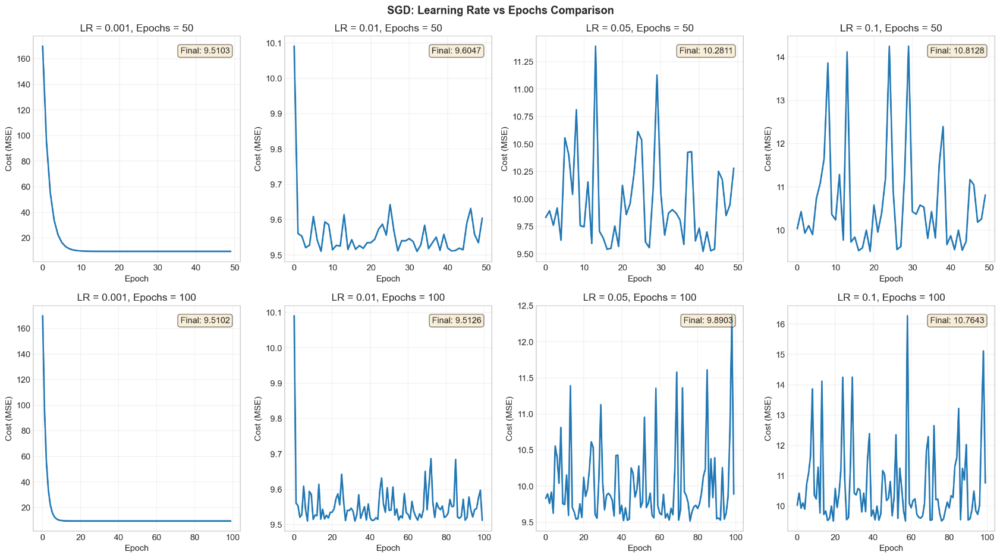 SGD: Learning Rate vs Epochs Comparison
LR = 0.001, Epochs = 50
Final: 9.5103
160
140
120
100
80
60
40
20
Cost (MSE)
0 10 20 30 40 50
Epoch
LR = 0.01, Epochs = 50
Final: 9.6047
10.1
10.0
9.9
9.8
9.7
9.6
9.5
Cost (MSE)
0 10 20 30 40 50
Epoch
LR = 0.05, Epochs = 50
Final: 10.2811
11.25
11.00
10.75
10.50
10.25
10.00
9.75
9.50
Cost (MSE)
0 10 20 30 40 50
Epoch
LR = 0.1, Epochs = 50
Final: 10.8128
14
13
12
11
10
Cost (MSE)
0 10 20 30 40 50
Epoch
LR = 0.001, Epochs = 100
Final: 9.5102
160
140
120
100
80
60
40
20
Cost (MSE)
0 20 40 60 80 100
Epoch
LR = 0.01, Epochs = 100
Final: 9.5126
10.1
10.0
9.9
9.8
9.7
9.6
9.5
Cost (MSE)
0 20 40 60 80 100
Epoch
LR = 0.05, Epochs = 100
Final: 9.8903
12.5
12.0
11.5
11.0
10.5
10.0
9.5
Cost (MSE)
0 20 40 60 80 100
Epoch
LR = 0.1, Epochs = 100
Final: 10.7643
16
15
14
13
12
11
10
Cost (MSE)
0 20 40 60 80 100
Epoch